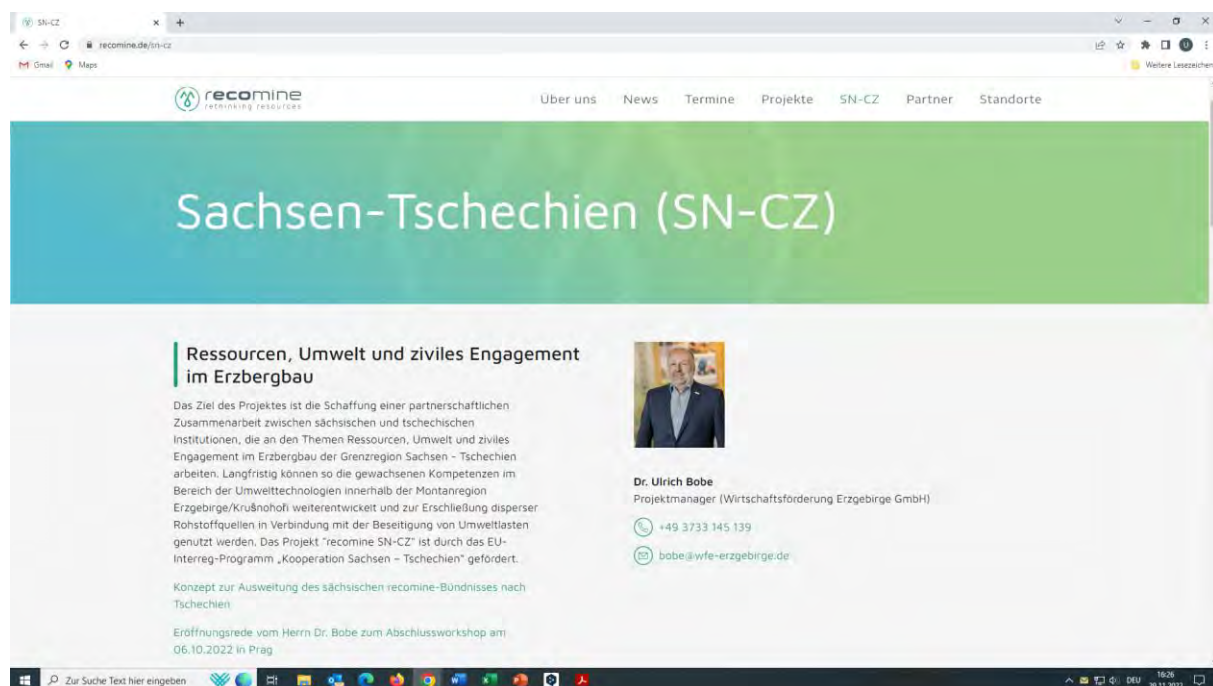 SN-CZ
recomine.de/sn-cz
Gmail
Maps
Weitere Lesezeichen
recomine
rethinking resources
Über uns News Termine Projekte SN-CZ Partner Standorte
Sachsen-Tschechien (SN-CZ)
Ressourcen, Umwelt und ziviles Engagement
im Erzbergbau
Das Ziel des Projektes ist die Schaffung einer partnerschaftlichen
Zusammenarbeit zwischen sächsischen und tschechischen
Institutionen, die an den Themen Ressourcen, Umwelt und ziviles
Engagement im Erzbergbau der Grenzregion Sachsen - Tschechien
arbeiten. Langfristig können so die gewachsenen Kompetenzen im
Bereich der Umwelttechnologien innerhalb der Montanregion
Erzgebirge/Krušnohoří weiterentwickelt und zur Erschließung disperser
Rohstoffquellen in Verbindung mit der Beseitigung von Umweltlasten
genutzt werden. Das Projekt "recomine SN-CZ" ist durch das EU-
Interreg-Programm „Kooperation Sachsen – Tschechien" gefördert.
Konzept zur Ausweitung des sächsischen recomine-Bündnisses nach
Tschechien
Eröffnungsrede vom Herrn Dr. Bobe zum Abschlussworkshop am
06.10.2022 in Prag
Dr. Ulrich Bobe
Projektmanager (Wirtschaftsförderung Erzgebirge GmbH)
+49 3733 145 139
bobe@wfe-erzgebirge.de
Zur Suche Text hier eingeben
DEU
16:26